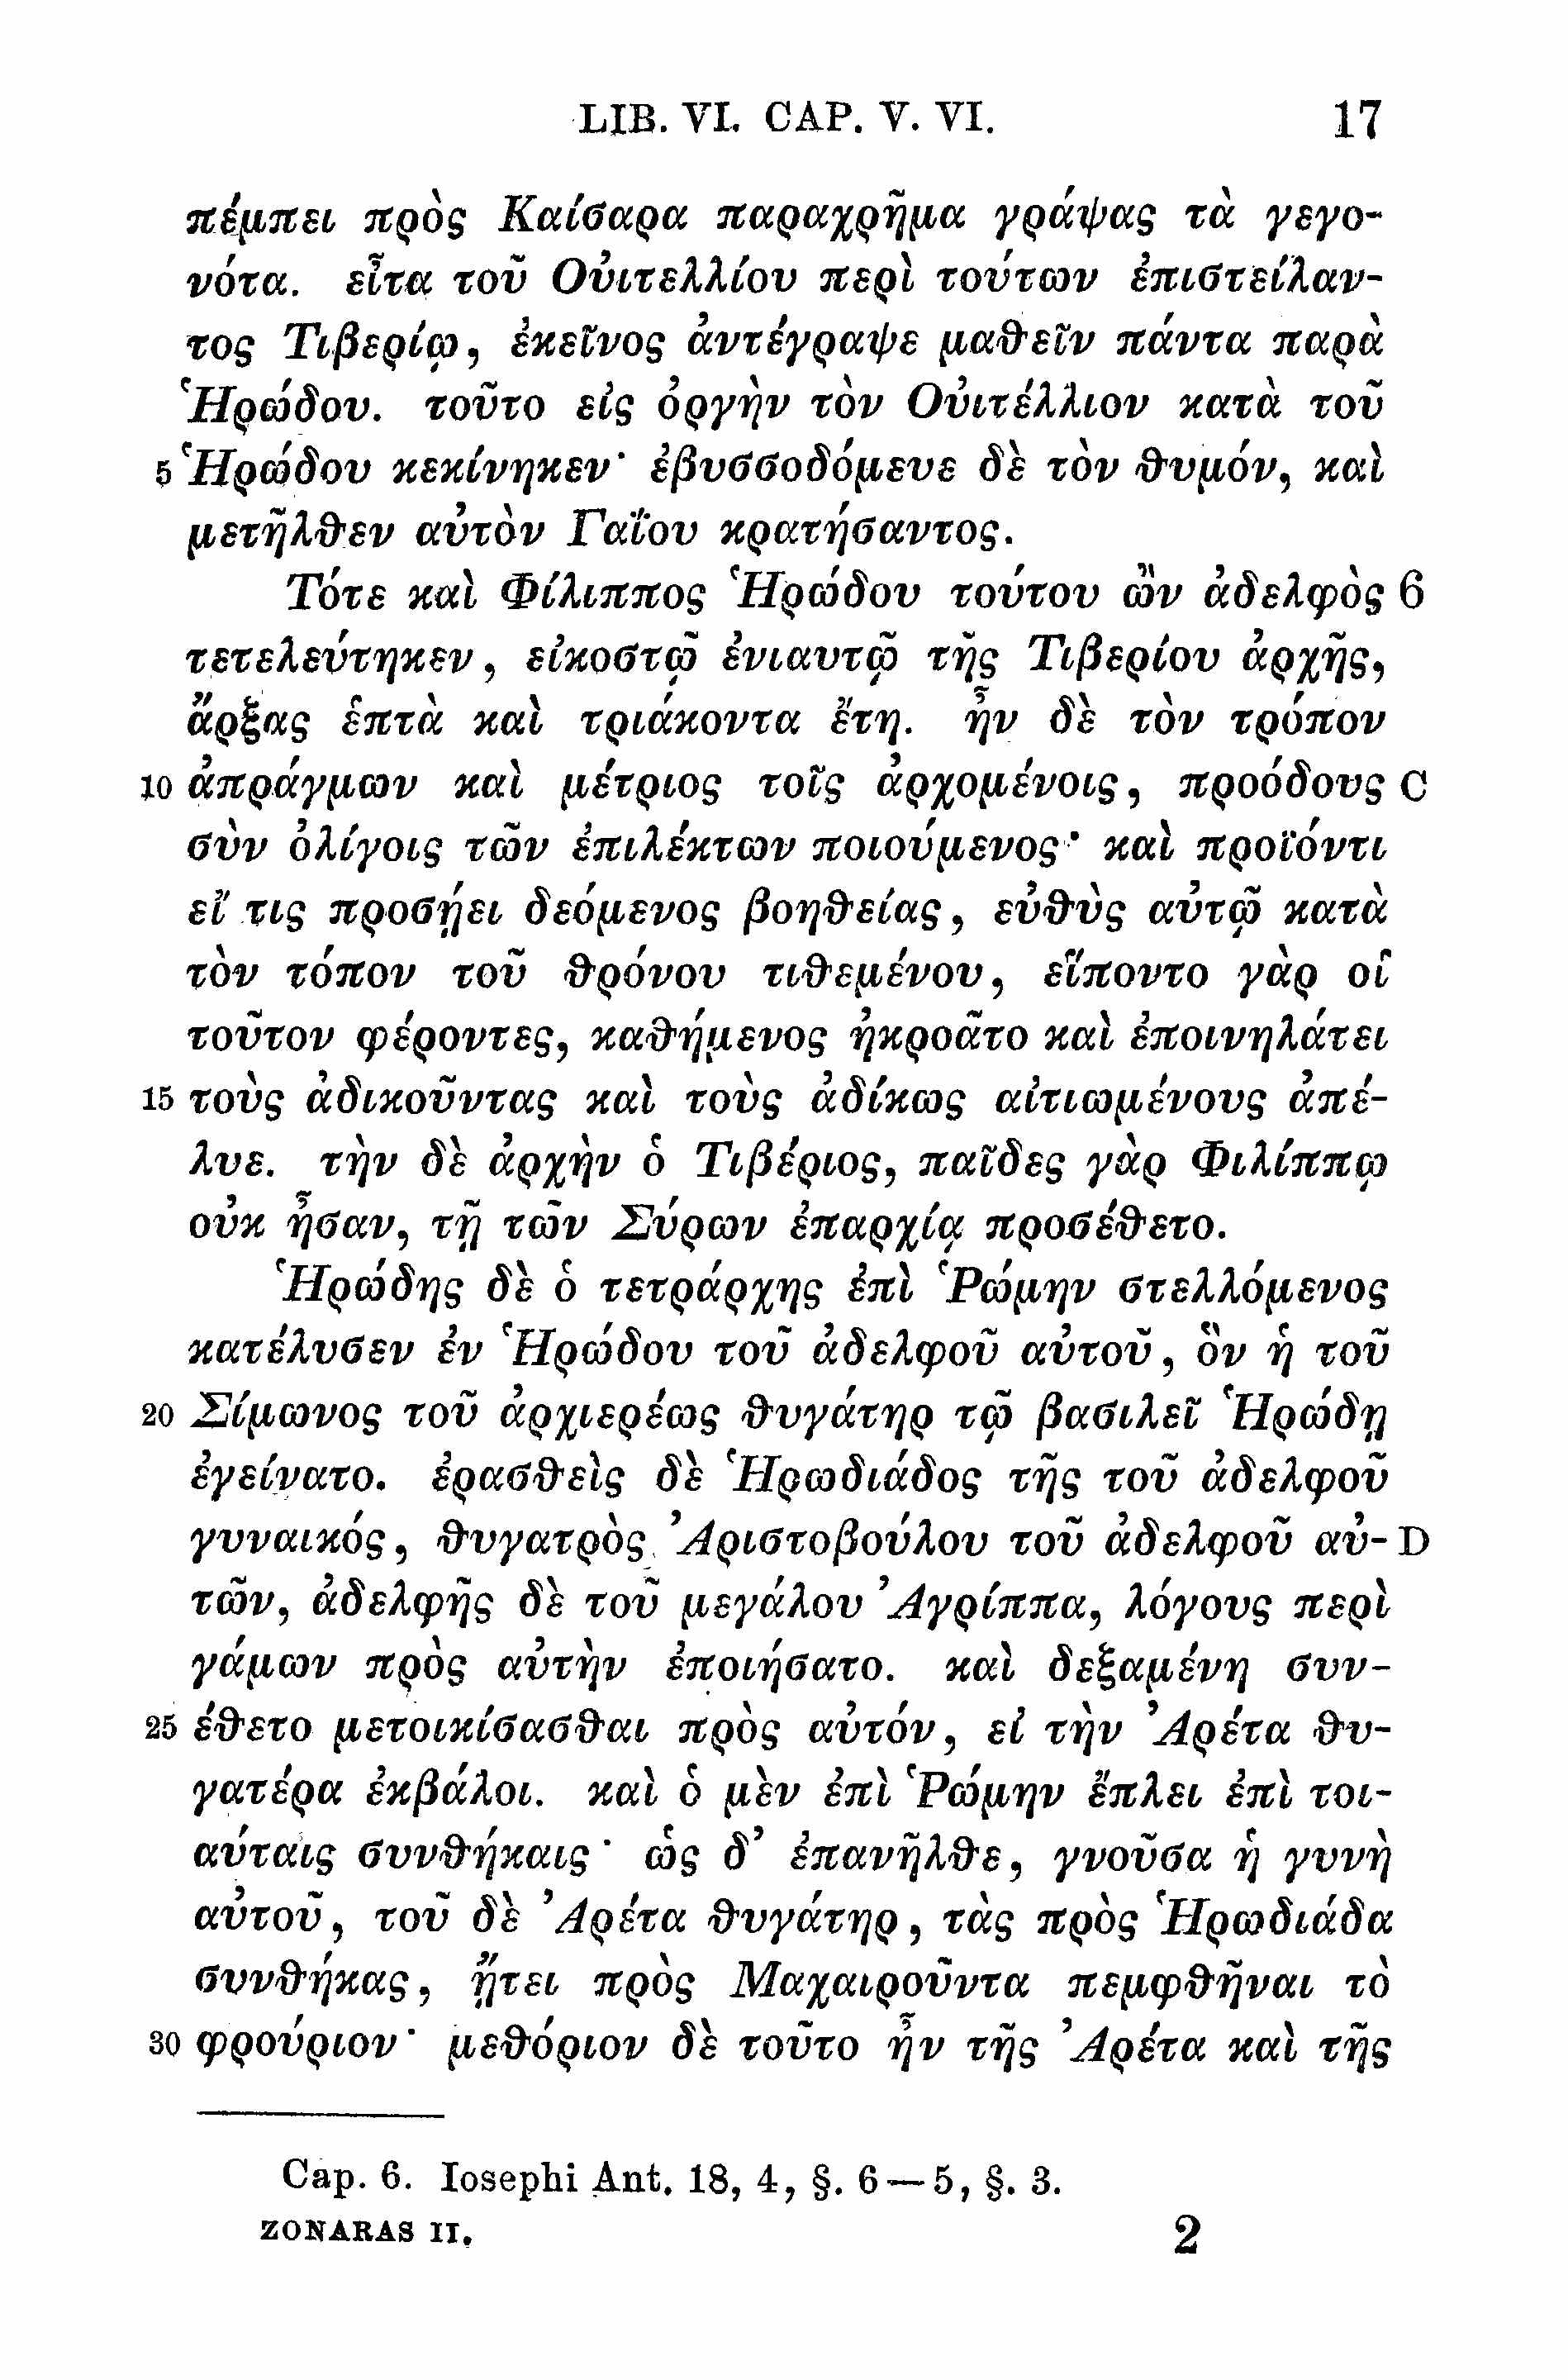 LIB. VI. CAP. V. VI. 17
πέμπει πρὸς Καίσαρα παραχρῆμα γράψας τὰ γεγο-
νότα. εἶτα τοῦ Οὐιτελλίου περὶ τούτων ἐπιστείλαν-
τος Τιβερίῳ, ἐκεῖνος ἀντέγραψε μαθεῖν πάντα παρὰ
Ἡρώδου. τοῦτο εἰς ὀργὴν τὸν Οὐιτέλλιον κατὰ τοῦ
5 Ἡρώδου κεκίνηκεν· ἐβυσσοδόμευε δὲ τὸν θυμόν, καὶ
μετῆλθεν αὐτὸν Γαΐου κρατήσαντος.
Τότε καὶ Φίλιππος Ἡρώδου τούτου ὢν ἀδελφὸς 6
τετελεύτηκεν, εἰκοστῷ ἐνιαυτῷ τῆς Τιβερίου ἀρχῆς,
ἄρξας ἑπτὰ καὶ τριάκοντα ἔτη. ἦν δὲ τὸν τρόπον
10 ἀπράγμων καὶ μέτριος τοῖς ἀρχομένοις, προόδους C
σὺν ὀλίγοις τῶν ἐπιλέκτων ποιούμενος· καὶ προϊόντι
εἴ τις προσῄει δεόμενος βοηθείας, εὐθὺς αὐτῷ κατὰ
τὸν τόπον τοῦ θρόνου τιθεμένου, εἵποντο γὰρ οἱ
τοῦτον φέροντες, καθήμενος ἠκροᾶτο καὶ ἐποινηλάτει
15 τοὺς ἀδικοῦντας καὶ τοὺς ἀδίκως αἰτιωμένους ἀπέ-
λυε. τὴν δὲ ἀρχὴν ὁ Τιβέριος, παῖδες γὰρ Φιλίππῳ
οὐκ ἦσαν, τῇ τῶν Σύρων ἐπαρχίᾳ προσέθετο.
Ἡρώδης δὲ ὁ τετράρχης ἐπὶ Ῥώμην στελλόμενος
κατέλυσεν ἐν Ἡρώδου τοῦ ἀδελφοῦ αὐτοῦ, ὃν ἡ τοῦ
20 Σίμωνος τοῦ ἀρχιερέως θυγάτηρ τῷ βασιλεῖ Ἡρώδῃ
ἐγείνατο. ἐρασθεὶς δὲ Ἡρωδιάδος τῆς τοῦ ἀδελφοῦ
γυναικός, θυγατρὸς Ἀριστοβούλου τοῦ ἀδελφοῦ αὐ- D
τῶν, ἀδελφῆς δὲ τοῦ μεγάλου Ἀγρίππα, λόγους περὶ
γάμων πρὸς αὐτὴν ἐποιήσατο. καὶ δεξαμένη συν-
25 έθετο μετοικίσασθαι πρὸς αὐτόν, εἰ τὴν Ἀρέτα θυ-
γατέρα ἐκβάλοι. καὶ ὁ μὲν ἐπὶ Ῥώμην ἔπλει ἐπὶ τοι-
αύταις συνθήκαις· ὡς δ’ ἐπανῆλθε, γνοῦσα ἡ γυνὴ
αὐτοῦ, τοῦ δὲ Ἀρέτα θυγάτηρ, τὰς πρὸς Ἡρωδιάδα
συνθήκας, ᾔτει πρὸς Μαχαιροῦντα πεμφθῆναι τὸ
30 φρούριον· μεθόριον δὲ τοῦτο ἦν τῆς Ἀρέτα καὶ τῆς
Cap. 6. Iosephi Ant. 18, 4, §. 6 — 5, §. 3.
ZONARAS II. 2